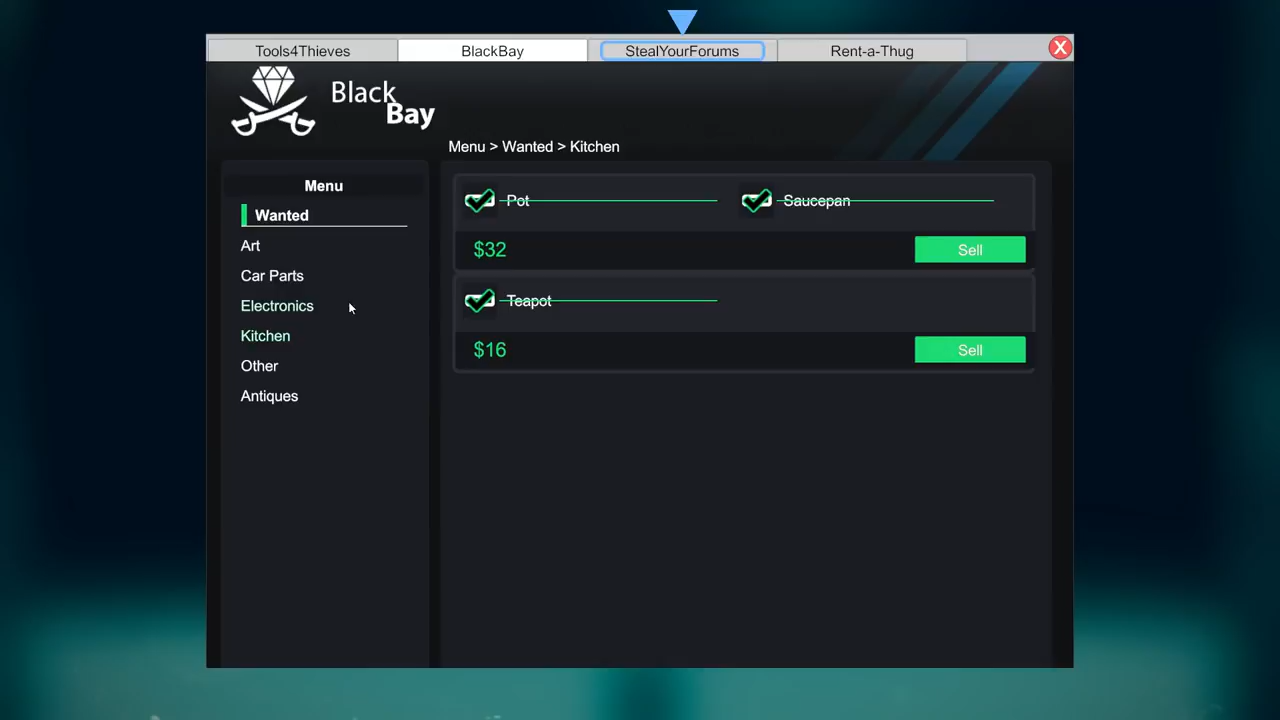 Tools4Thieves
BlackBay
StealYourForums
Rent-a-Thug
X
Black
Bay
Menu > Wanted > Kitchen
Menu
Wanted
Art
Car Parts
Electronics
Kitchen
Other
Antiques
Pot
Saucepan
$32
Sell
Teapot
$16
Sell